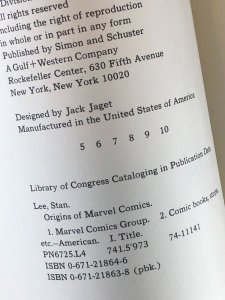 Division
All rights reserved
including the right of reproduction
in whole or in part in any form
Published by Simon and Schuster
A Gulf+Western Company
Rockefeller Center, 630 Fifth Avenue
New York, New York 10020
Designed by Jack Jaget
Manufactured in the United States of America
5 6 7 8 9 10
Library of Congress Cataloging in Publication Data
Lee, Stan.
Origins of Marvel Comics.
1. Marvel Comics Group. 2. Comic books, strips
etc.—American. I. Title.
PN6725.L4 741.5'973 74-11141
ISBN 0-671-21864-6
ISBN 0-671-21863-8 (pbk.)